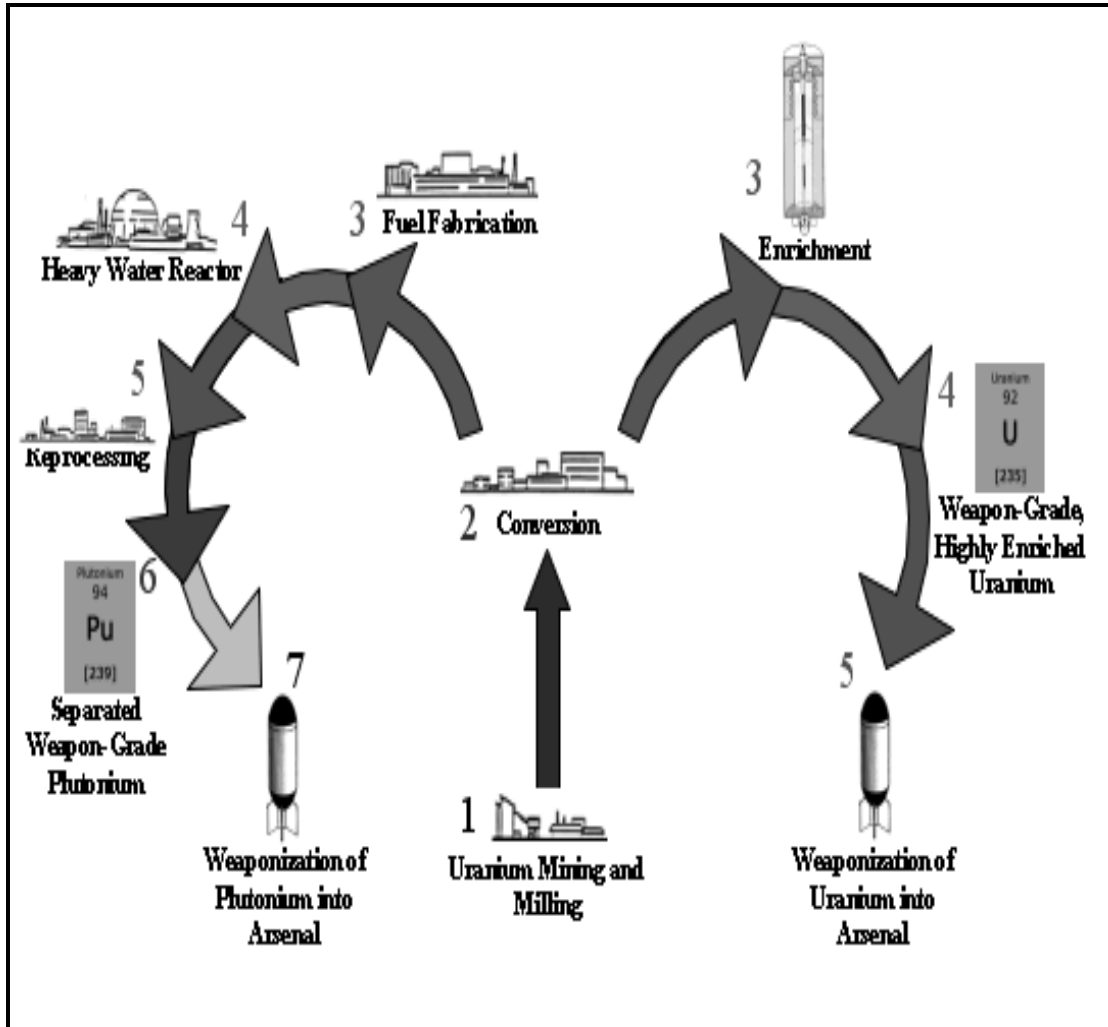 3
Enrichment
3
Fuel Fabrication
4
Heavy Water Reactor
5
Reprocessing
4
Uranium
92
U
[235]
Weapon-Grade,
Highly Enriched
Uranium
2
Conversion
6
Plutonium
94
Pu
[239]
Separated
Weapon-Grade
Plutonium
7
Weaponization of
Plutonium into
Arsenal
1
Uranium Mining and
Milling
5
Weaponization of
Uranium into
Arsenal